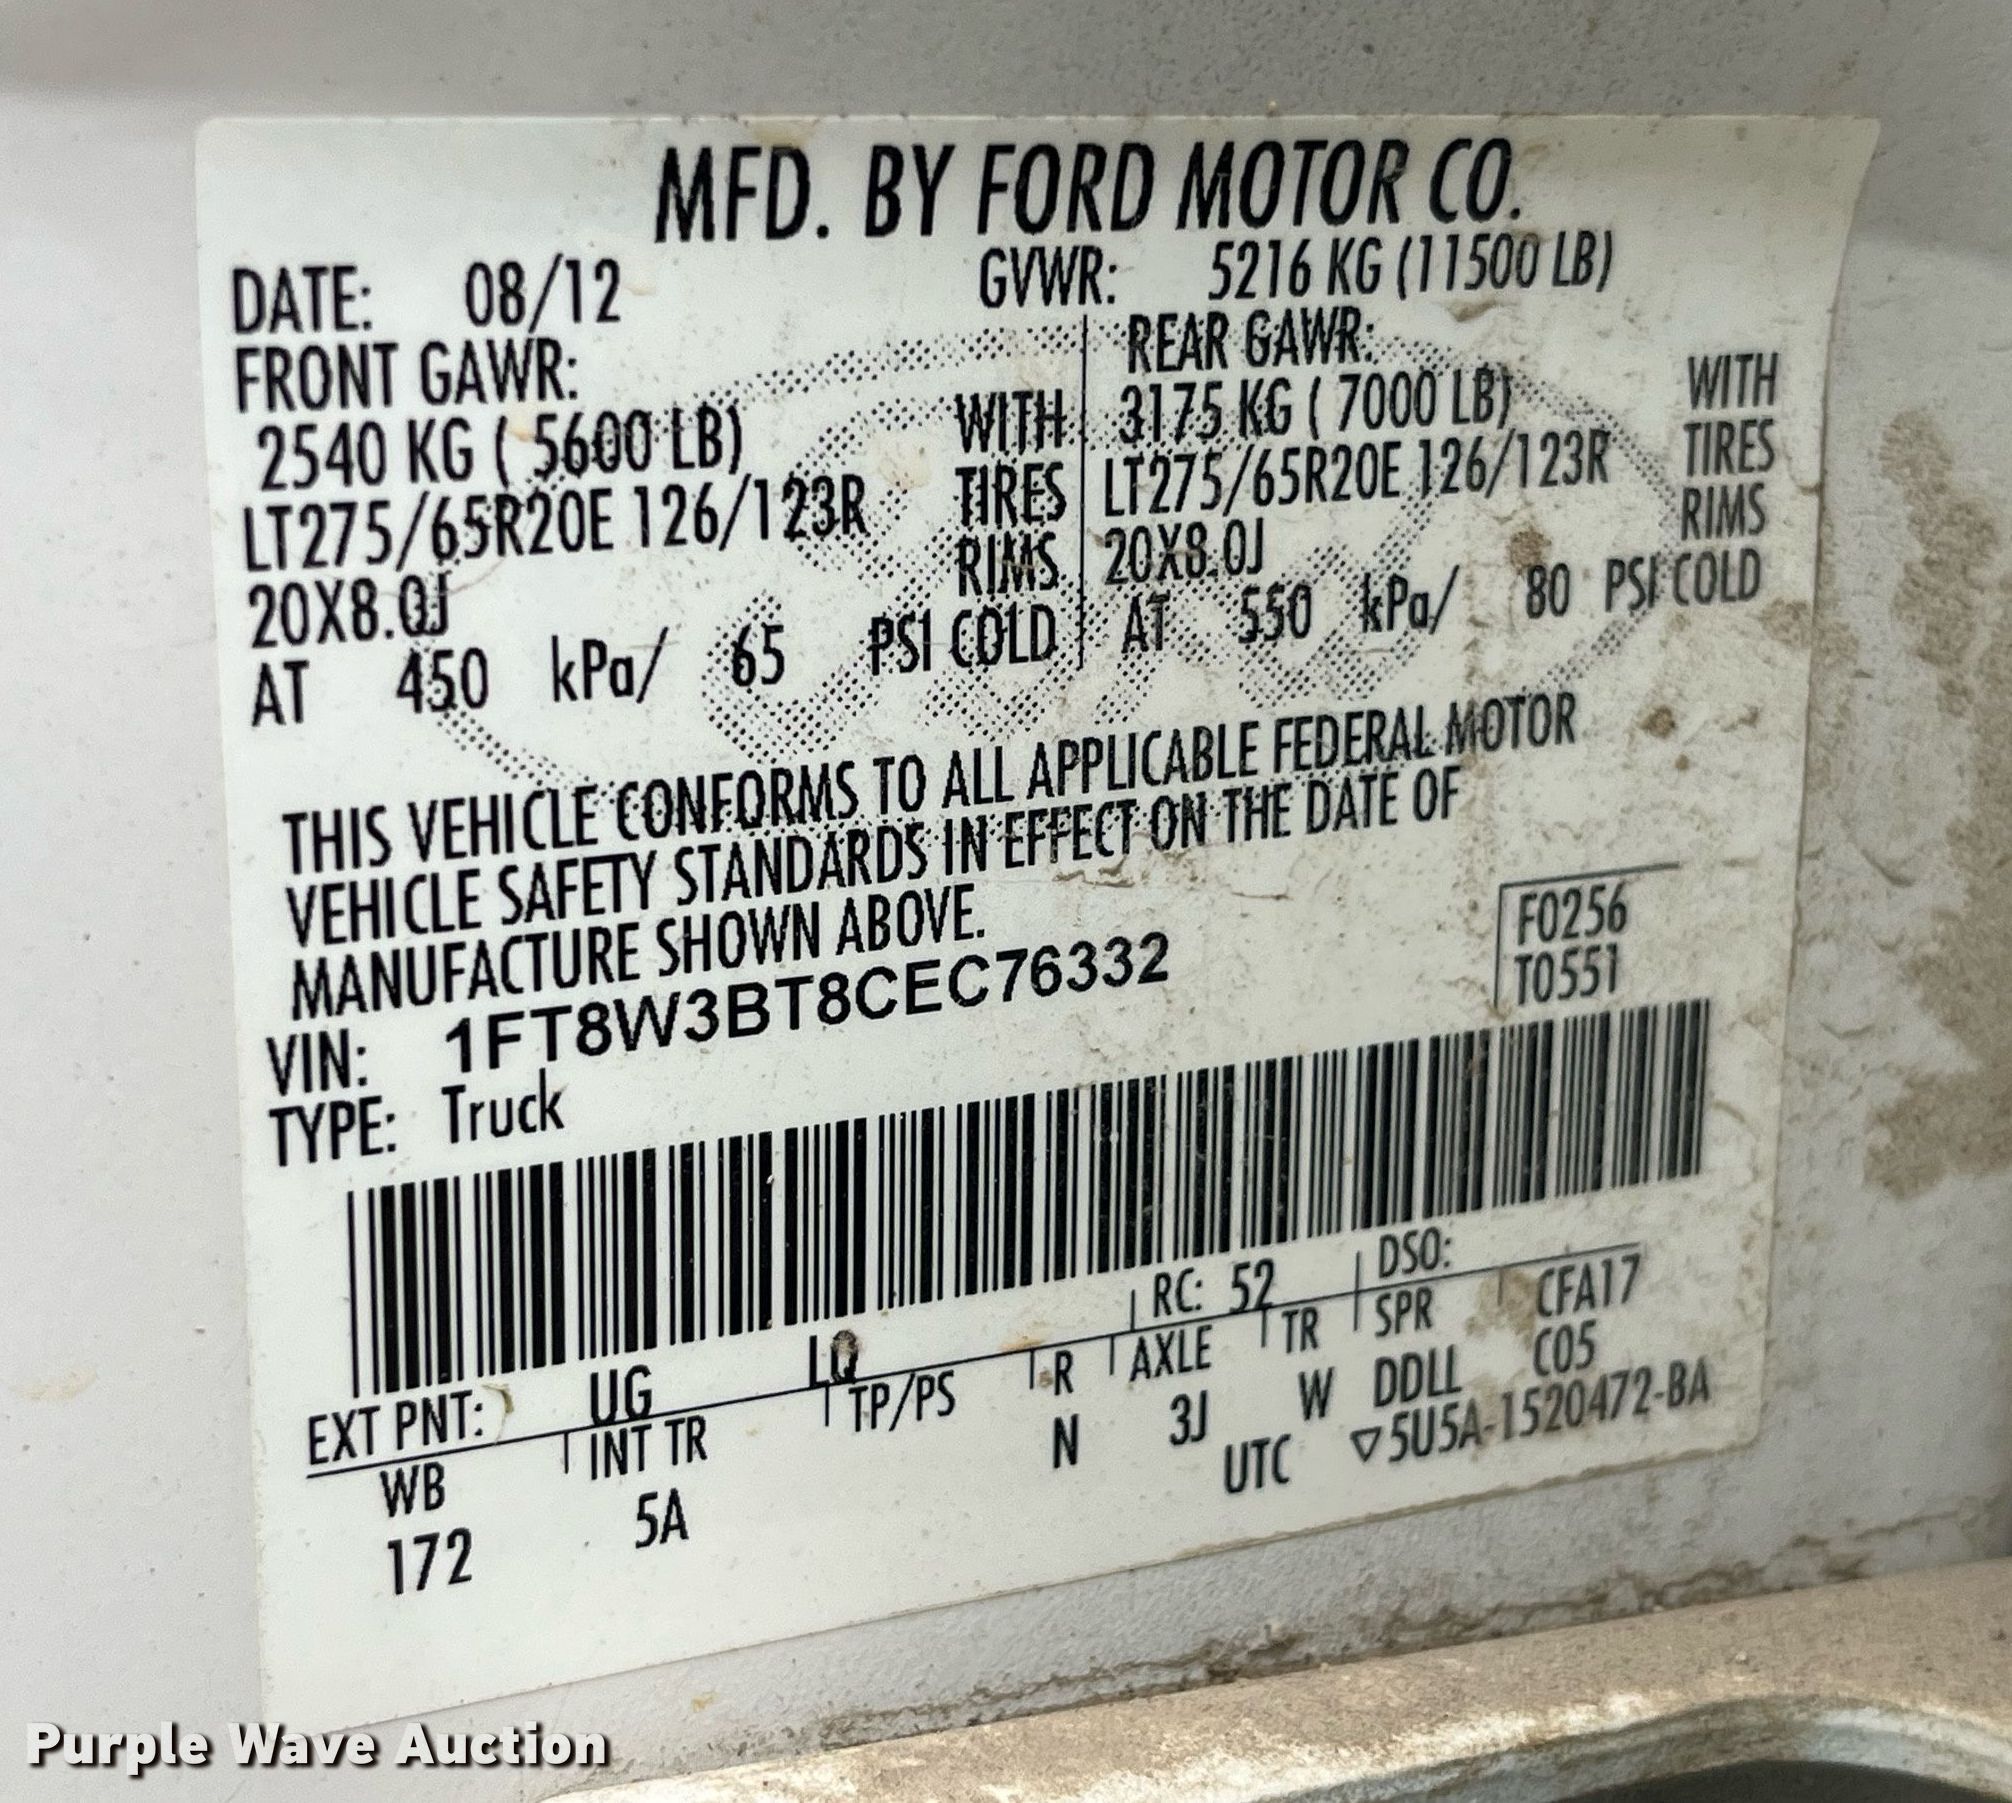 MFD. BY FORD MOTOR CO.
DATE: 08/12 GVWR: 5216 KG (11500 LB)
FRONT GAWR: REAR GAWR:
2540 KG ( 5600 LB) WITH 3175 KG ( 7000 LB) WITH
LT275/65R20E 126/123R TIRES LT275/65R20E 126/123R TIRES
20X8.0J RIMS 20X8.0J RIMS
AT 450 kPa/ 65 PSI COLD AT 550 kPa/ 80 PSI COLD
THIS VEHICLE CONFORMS TO ALL APPLICABLE FEDERAL MOTOR
VEHICLE SAFETY STANDARDS IN EFFECT ON THE DATE OF
MANUFACTURE SHOWN ABOVE.
F0256
T0551
VIN: 1FT8W3BT8CEC76332
TYPE: Truck
EXT PNT: UG LQ RC: 52 DSO:
WB INT TR TP/PS R AXLE TR SPR CFA17
172 5A N 3J W DDLL C05
UTC ▽5U5A-1520472-BA
Purple Wave Auction